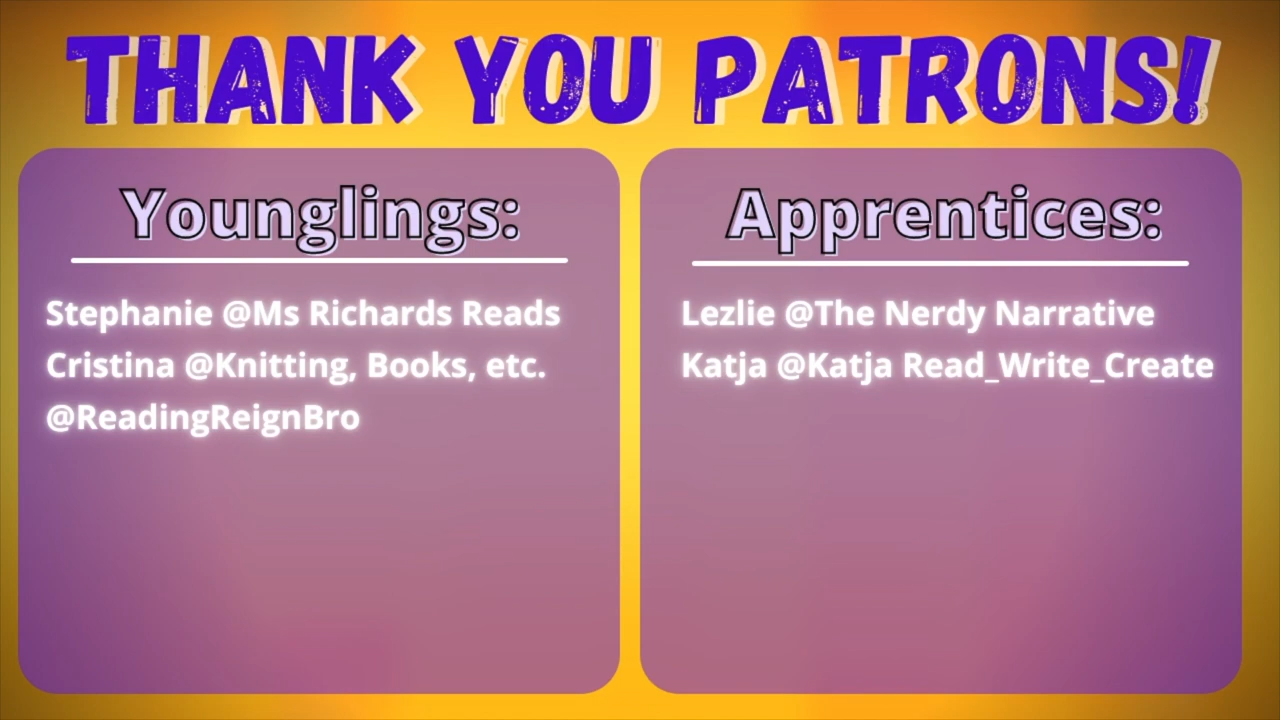 THANK YOU PATRONS!
Younglings:
Stephanie @Ms Richards Reads
Cristina @Knitting, Books, etc.
@ReadingReignBro
Apprentices:
Lezlie @The Nerdy Narrative
Katja @Katja Read_Write_Create